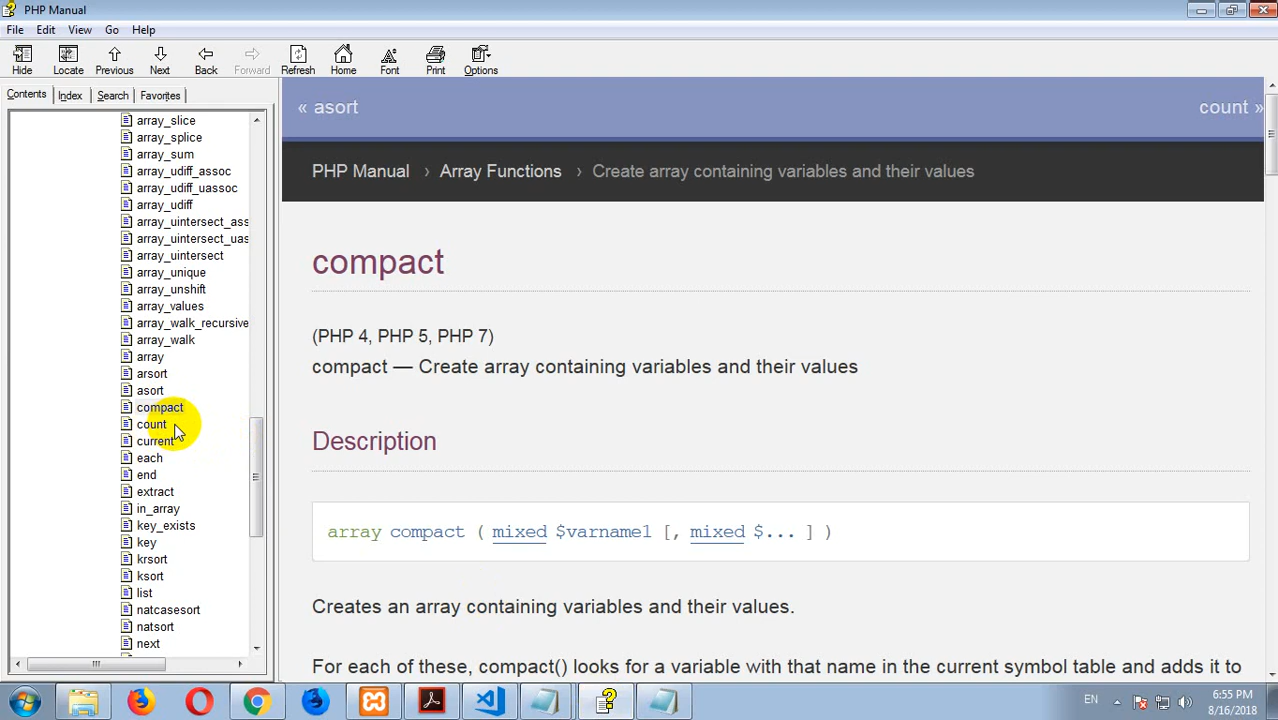 PHP Manual
File Edit View Go Help
Hide Locate Previous Next Back Forward Refresh Home Font Print Options
Contents Index Search Favorites
array_slice
array_splice
array_sum
array_udiff_assoc
array_udiff_uassoc
array_udiff
array_uintersect_ass
array_uintersect_uas
array_uintersect
array_unique
array_unshift
array_values
array_walk_recursive
array_walk
array
arsort
asort
compact
count
current
each
end
extract
in_array
key_exists
key
krsort
ksort
list
natcasesort
natsort
next
« asort
count »
PHP Manual › Array Functions › Create array containing variables and their values
compact
(PHP 4, PHP 5, PHP 7)
compact — Create array containing variables and their values
Description
array compact ( mixed $varname1 [, mixed $... ] )
Creates an array containing variables and their values.
For each of these, compact() looks for a variable with that name in the current symbol table and adds it to
EN
6:55 PM
8/16/2018